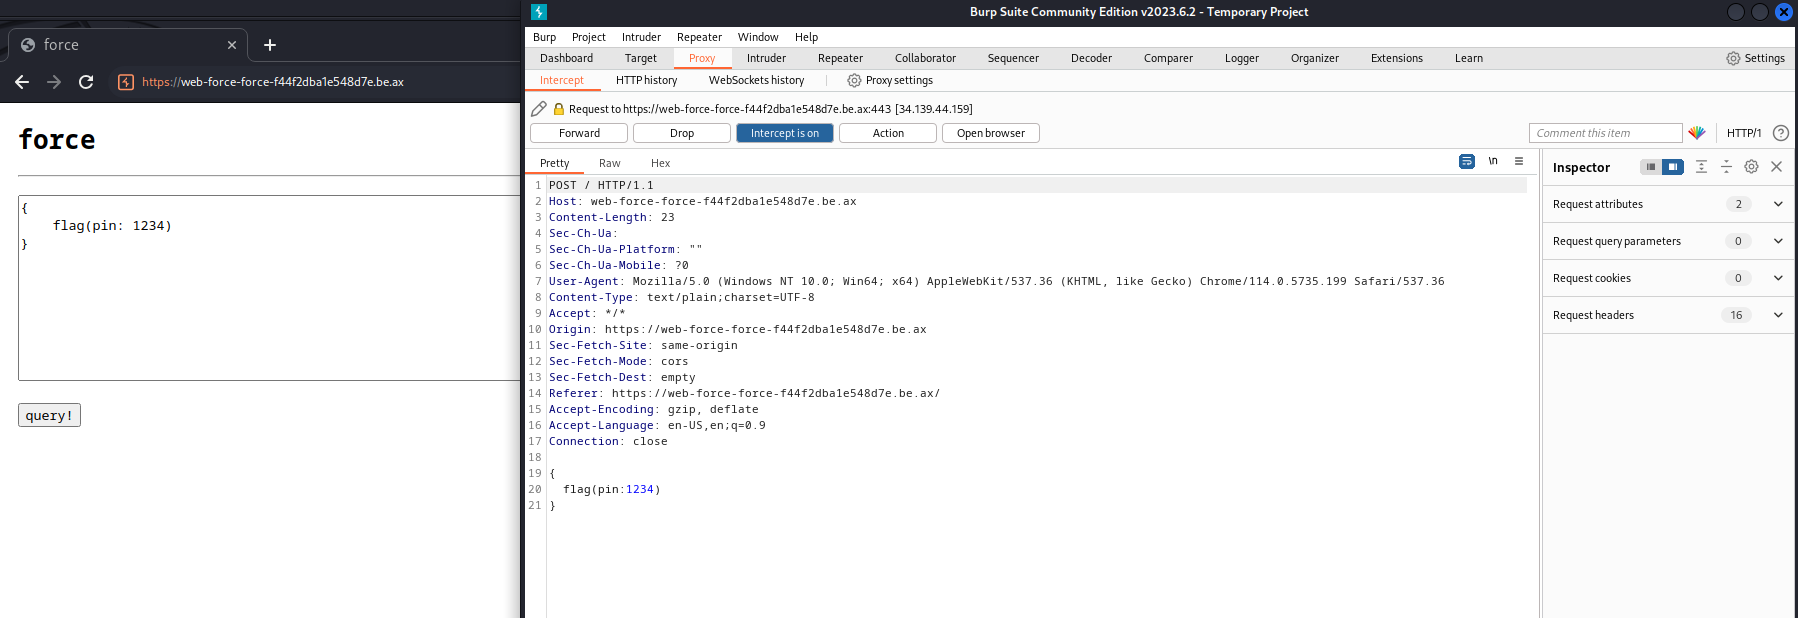 force
https://web-force-force-f44f2dba1e548d7e.be.ax
force
{
flag(pin: 1234)
}
query!
Burp Suite Community Edition v2023.6.2 - Temporary Project
Burp Project Intruder Repeater Window Help
Dashboard Target Proxy Intruder Repeater Collaborator Sequencer Decoder Comparer Logger Organizer Extensions Learn Settings
Intercept HTTP history WebSockets history Proxy settings
Request to https://web-force-force-f44f2dba1e548d7e.be.ax:443 [34.139.44.159]
Forward Drop Intercept is on Action Open browser Comment this item HTTP/1 ?
Pretty Raw Hex \n
1 POST / HTTP/1.1
2 Host: web-force-force-f44f2dba1e548d7e.be.ax
3 Content-Length: 23
4 Sec-Ch-Ua:
5 Sec-Ch-Ua-Platform: ""
6 Sec-Ch-Ua-Mobile: ?0
7 User-Agent: Mozilla/5.0 (Windows NT 10.0; Win64; x64) AppleWebKit/537.36 (KHTML, like Gecko) Chrome/114.0.5735.199 Safari/537.36
8 Content-Type: text/plain;charset=UTF-8
9 Accept: */*
10 Origin: https://web-force-force-f44f2dba1e548d7e.be.ax
11 Sec-Fetch-Site: same-origin
12 Sec-Fetch-Mode: cors
13 Sec-Fetch-Dest: empty
14 Referer: https://web-force-force-f44f2dba1e548d7e.be.ax/
15 Accept-Encoding: gzip, deflate
16 Accept-Language: en-US,en;q=0.9
17 Connection: close
18
19 {
20 flag(pin:1234)
21 }
Inspector
Request attributes 2
Request query parameters 0
Request cookies 0
Request headers 16